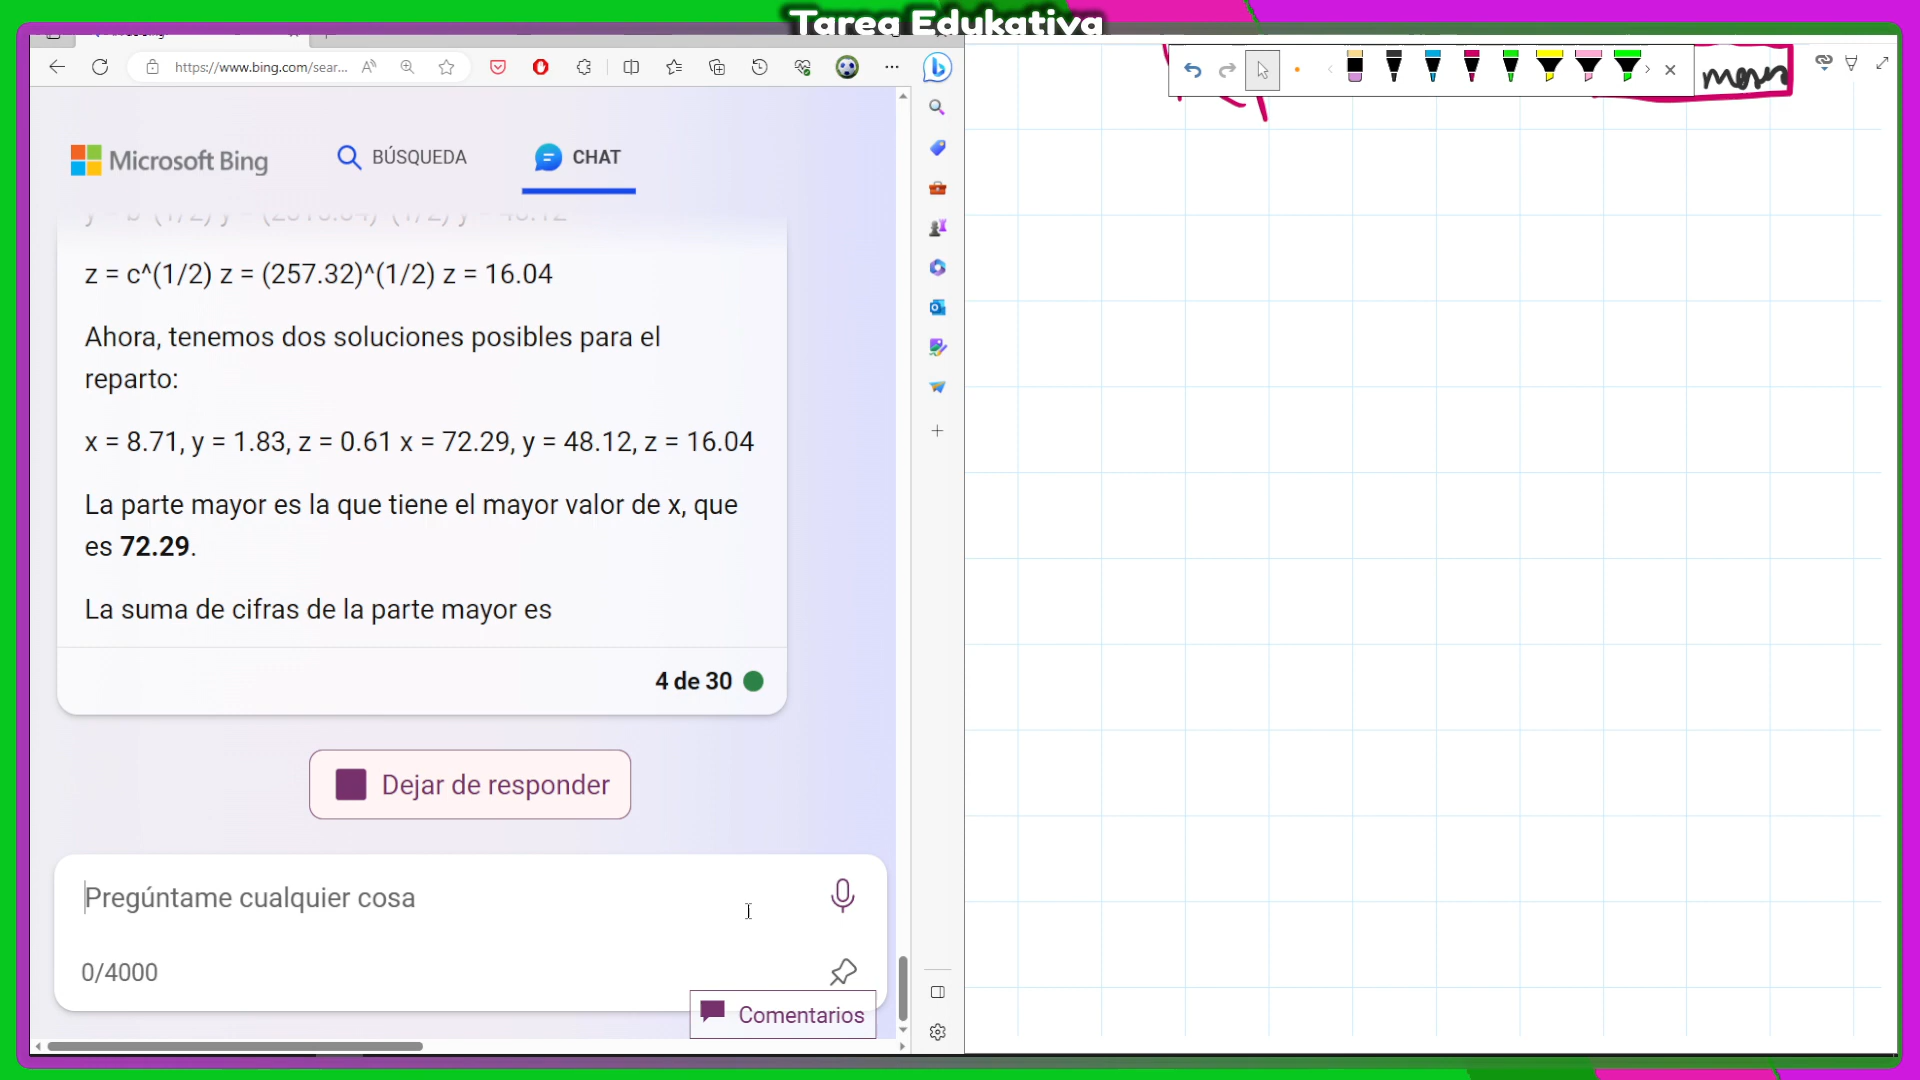 Tarea Edukativa
https://www.bing.com/sear...
Microsoft Bing
BÚSQUEDA
CHAT
z = c^(1/2) z = (257.32)^(1/2) z = 16.04
Ahora, tenemos dos soluciones posibles para el
reparto:
x = 8.71, y = 1.83, z = 0.61 x = 72.29, y = 48.12, z = 16.04
La parte mayor es la que tiene el mayor valor de x, que
es 72.29.
La suma de cifras de la parte mayor es
4 de 30
Dejar de responder
Pregúntame cualquier cosa
0/4000
Comentarios